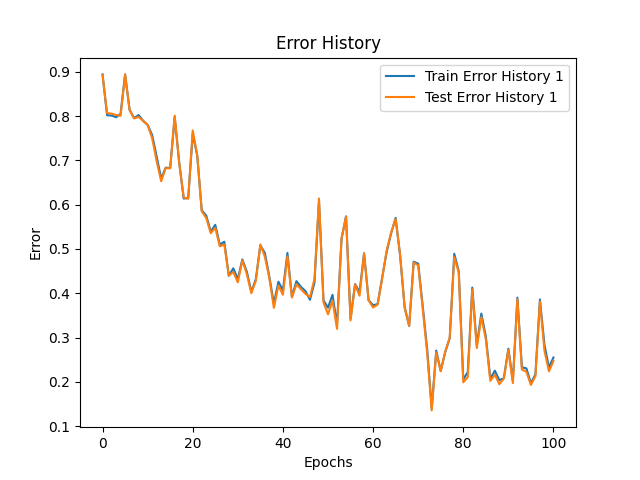 Error History
Train Error History 1
Test Error History 1
0.9
0.8
0.7
0.6
0.5
0.4
0.3
0.2
0.1
Error
0 20 40 60 80 100
Epochs